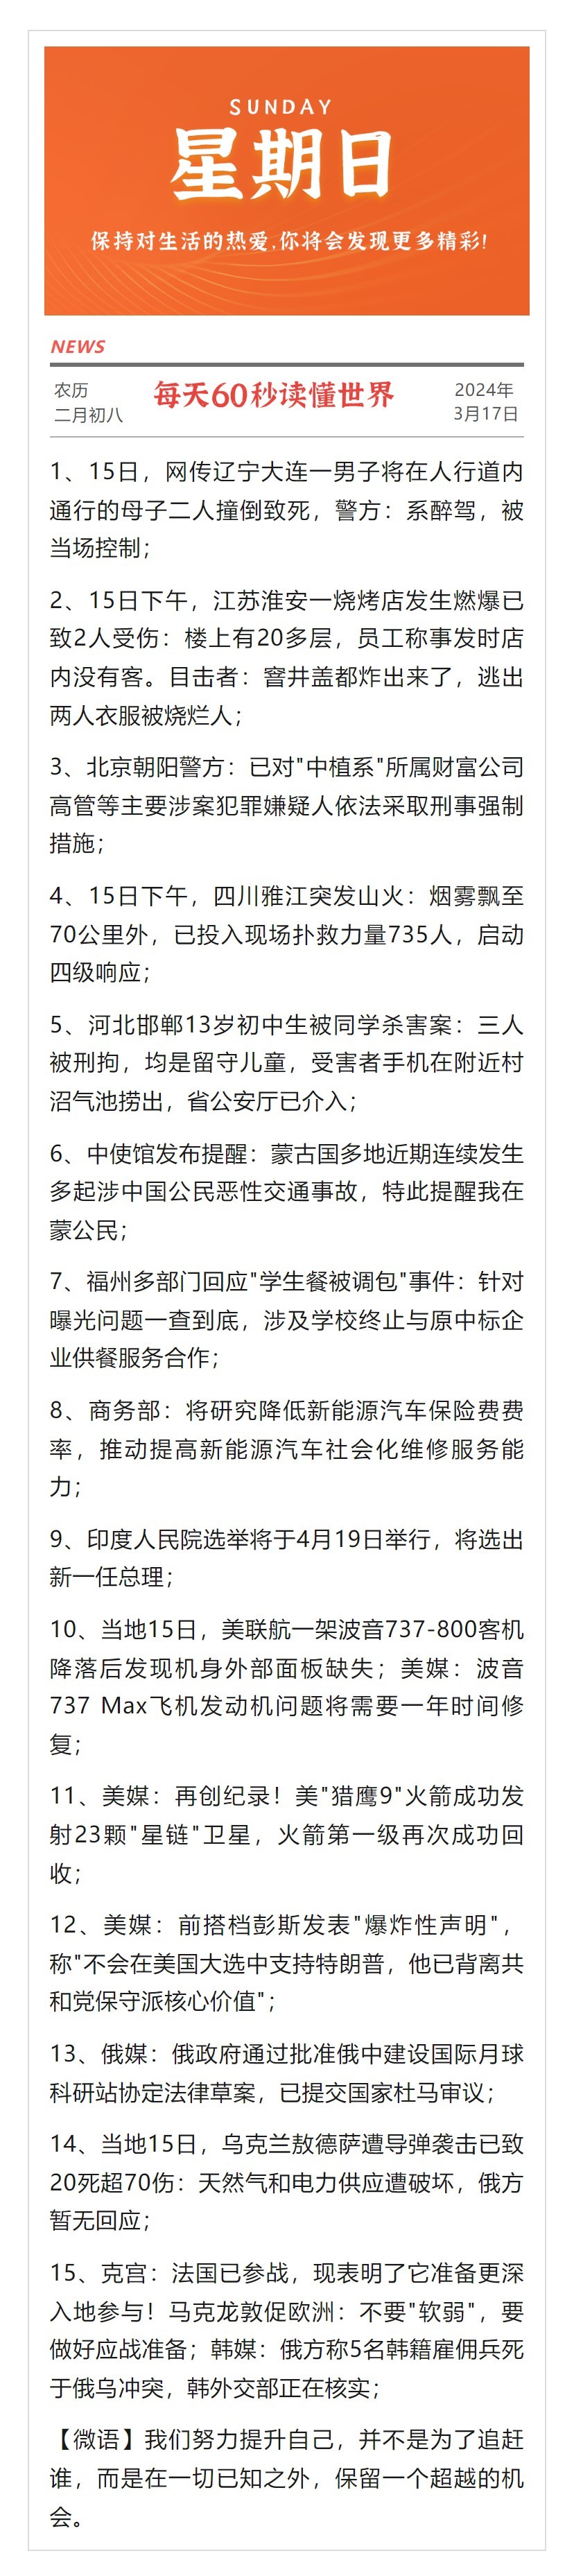 SUNDAY
星期日
保持对生活的热爱,你将会发现更多精彩!
NEWS
农历
二月初八
每天60秒读懂世界
2024年
3月17日
1、15日，网传辽宁大连一男子将在人行道内
通行的母子二人撞倒致死，警方：系醉驾，被
当场控制；
2、15日下午，江苏淮安一烧烤店发生燃爆已
致2人受伤：楼上有20多层，员工称事发时店
内没有客。目击者：窨井盖都炸出来了，逃出
两人衣服被烧烂人；
3、北京朝阳警方：已对"中植系"所属财富公司
高管等主要涉案犯罪嫌疑人依法采取刑事强制
措施；
4、15日下午，四川雅江突发山火：烟雾飘至
70公里外，已投入现场扑救力量735人，启动
四级响应；
5、河北邯郸13岁初中生被同学杀害案：三人
被刑拘，均是留守儿童，受害者手机在附近村
沼气池捞出，省公安厅已介入；
6、中使馆发布提醒：蒙古国多地近期连续发生
多起涉中国公民恶性交通事故，特此提醒我在
蒙公民；
7、福州多部门回应"学生餐被调包"事件：针对
曝光问题一查到底，涉及学校终止与原中标企
业供餐服务合作；
8、商务部：将研究降低新能源汽车保险费费
率，推动提高新能源汽车社会化维修服务能
力；
9、印度人民院选举将于4月19日举行，将选出
新一任总理；
10、当地15日，美联航一架波音737-800客机
降落后发现机身外部面板缺失；美媒：波音
737 Max飞机发动机问题将需要一年时间修
复；
11、美媒：再创纪录！美"猎鹰9"火箭成功发
射23颗"星链"卫星，火箭第一级再次成功回
收；
12、美媒：前搭档彭斯发表"爆炸性声明"，
称"不会在美国大选中支持特朗普，他已背离共
和党保守派核心价值"；
13、俄媒：俄政府通过批准俄中建设国际月球
科研站协定法律草案，已提交国家杜马审议；
14、当地15日，乌克兰敖德萨遭导弹袭击已致
20死超70伤：天然气和电力供应遭破坏，俄方
暂无回应；
15、克宫：法国已参战，现表明了它准备更深
入地参与！马克龙敦促欧洲：不要"软弱"，要
做好应战准备；韩媒：俄方称5名韩籍雇佣兵死
于俄乌冲突，韩外交部正在核实；
【微语】我们努力提升自己，并不是为了追赶
谁，而是在一切已知之外，保留一个超越的机
会。